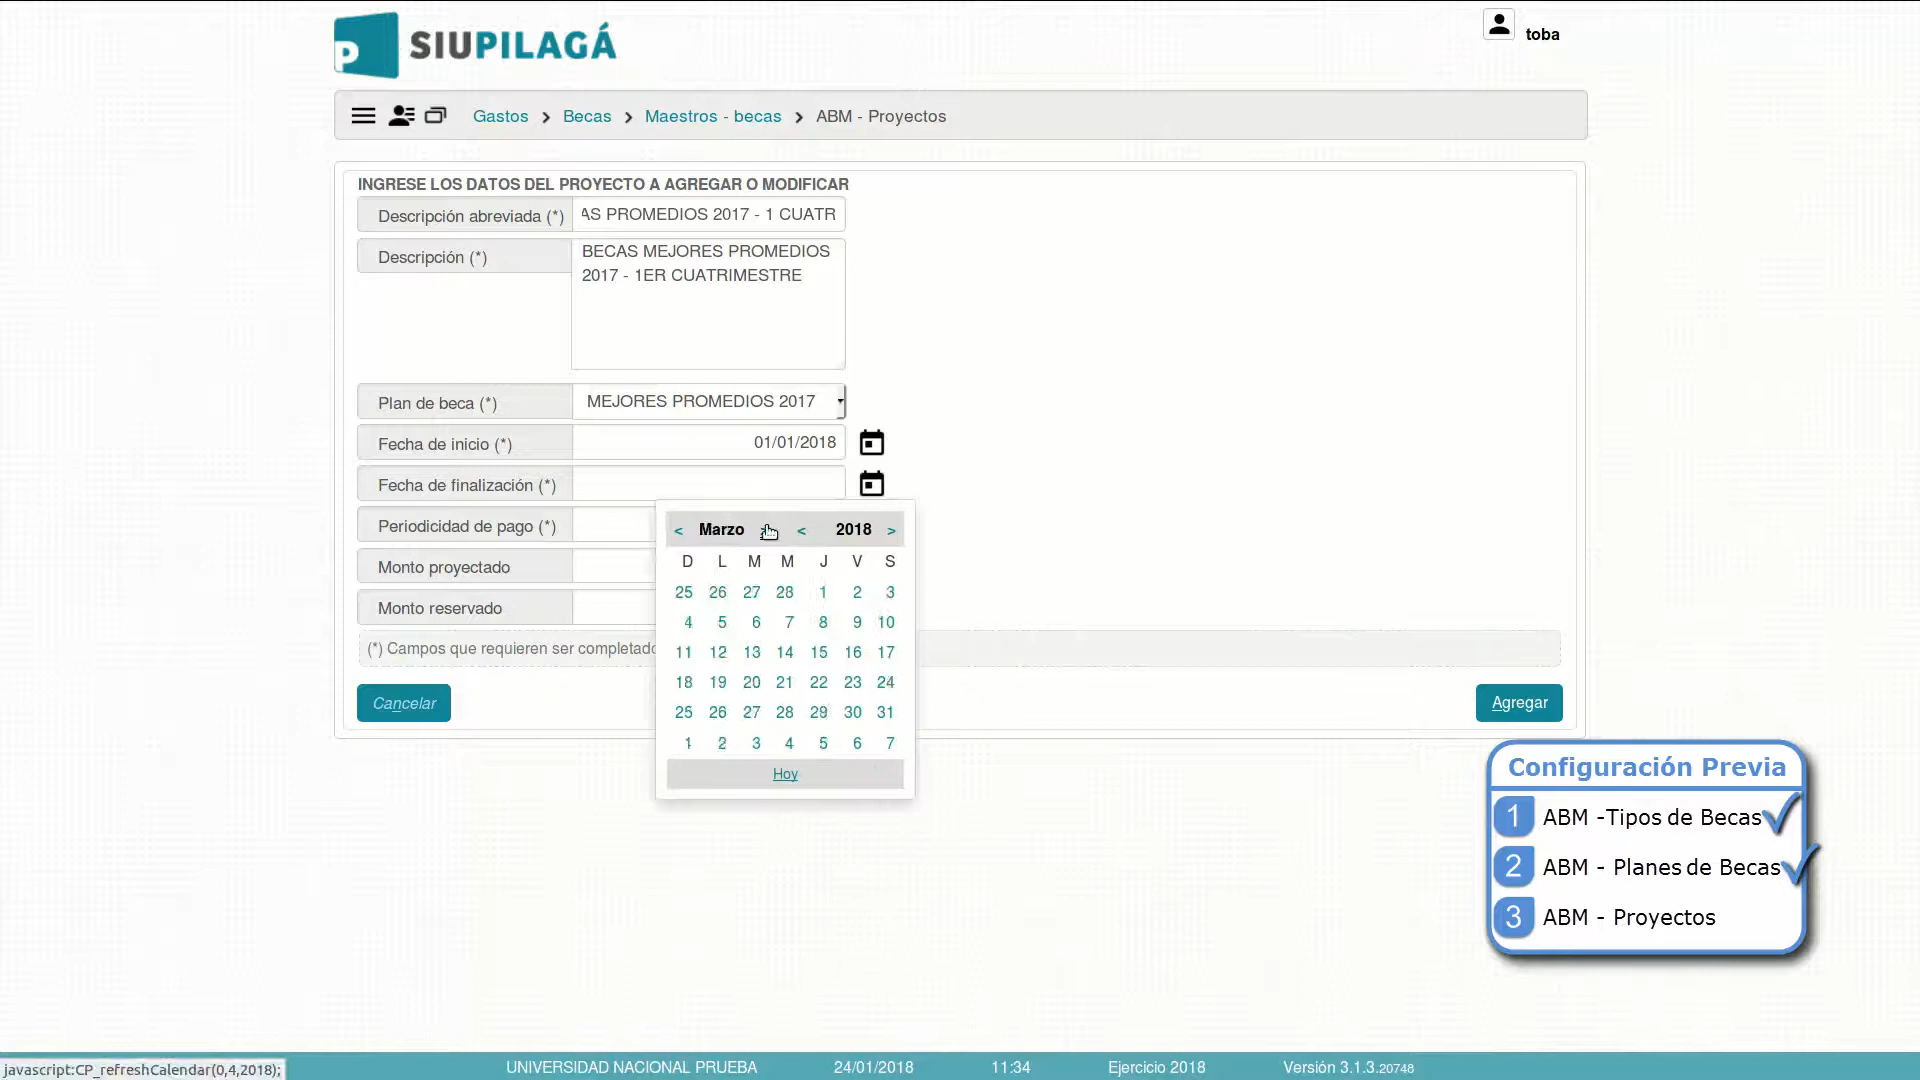 SIUPILAGÁ
toba
Gastos > Becas > Maestros - becas > ABM - Proyectos
INGRESE LOS DATOS DEL PROYECTO A AGREGAR O MODIFICAR
Descripción abreviada (*) AS PROMEDIOS 2017 - 1 CUATR
Descripción (*) BECAS MEJORES PROMEDIOS
2017 - 1ER CUATRIMESTRE
Plan de beca (*) MEJORES PROMEDIOS 2017
Fecha de inicio (*) 01/01/2018
Fecha de finalización (*)
Periodicidad de pago (*)
Monto proyectado
Monto reservado
(*) Campos que requieren ser completado
Cancelar
Agregar
< Marzo < 2018 >
D L M M J V S
25 26 27 28 1 2 3
4 5 6 7 8 9 10
11 12 13 14 15 16 17
18 19 20 21 22 23 24
25 26 27 28 29 30 31
1 2 3 4 5 6 7
Hoy
Configuración Previa
1 ABM -Tipos de Becas
2 ABM - Planes de Becas
3 ABM - Proyectos
javascript:CP_refreshCalendar(0,4,2018);
UNIVERSIDAD NACIONAL PRUEBA 24/01/2018 11:34 Ejercicio 2018 Versión 3.1.3.20748